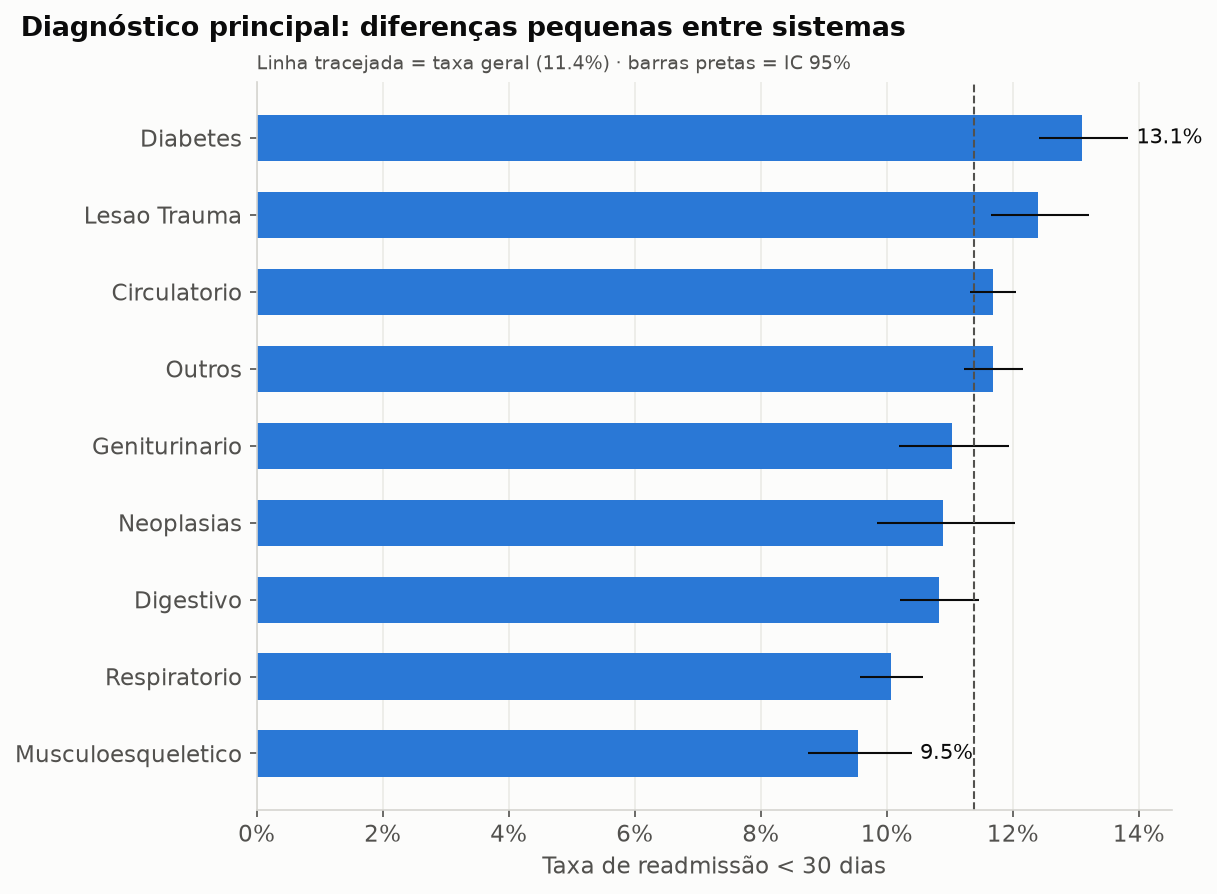 Diagnóstico principal: diferenças pequenas entre sistemas
Linha tracejada = taxa geral (11.4%) · barras pretas = IC 95%
Diabetes
13.1%
Lesao Trauma
Circulatorio
Outros
Geniturinario
Neoplasias
Digestivo
Respiratorio
Musculoesqueletico
9.5%
0% 2% 4% 6% 8% 10% 12% 14%
Taxa de readmissão < 30 dias